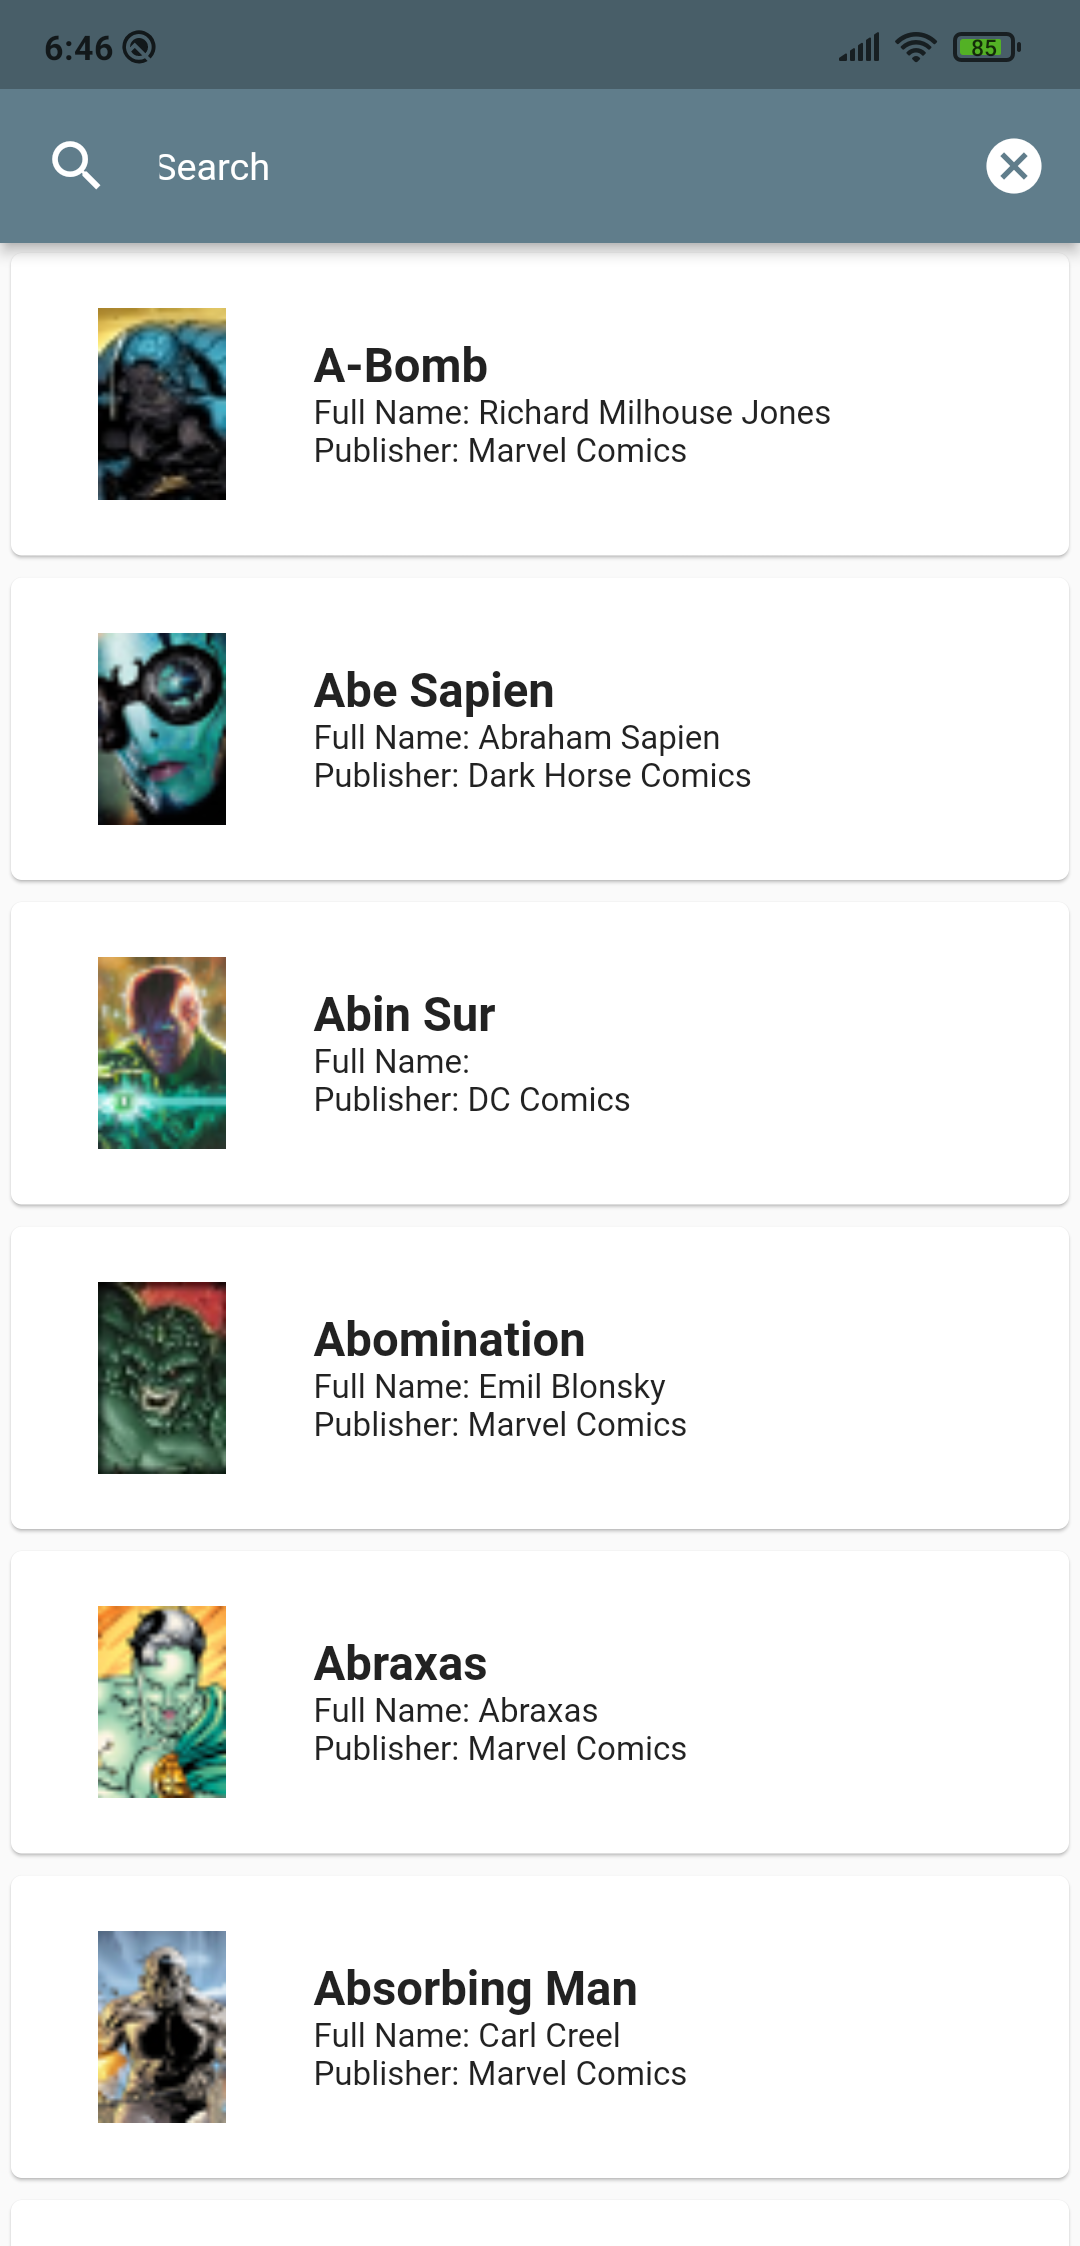 6:46
85
Search
A-Bomb
Full Name: Richard Milhouse Jones
Publisher: Marvel Comics
Abe Sapien
Full Name: Abraham Sapien
Publisher: Dark Horse Comics
Abin Sur
Full Name:
Publisher: DC Comics
Abomination
Full Name: Emil Blonsky
Publisher: Marvel Comics
Abraxas
Full Name: Abraxas
Publisher: Marvel Comics
Absorbing Man
Full Name: Carl Creel
Publisher: Marvel Comics